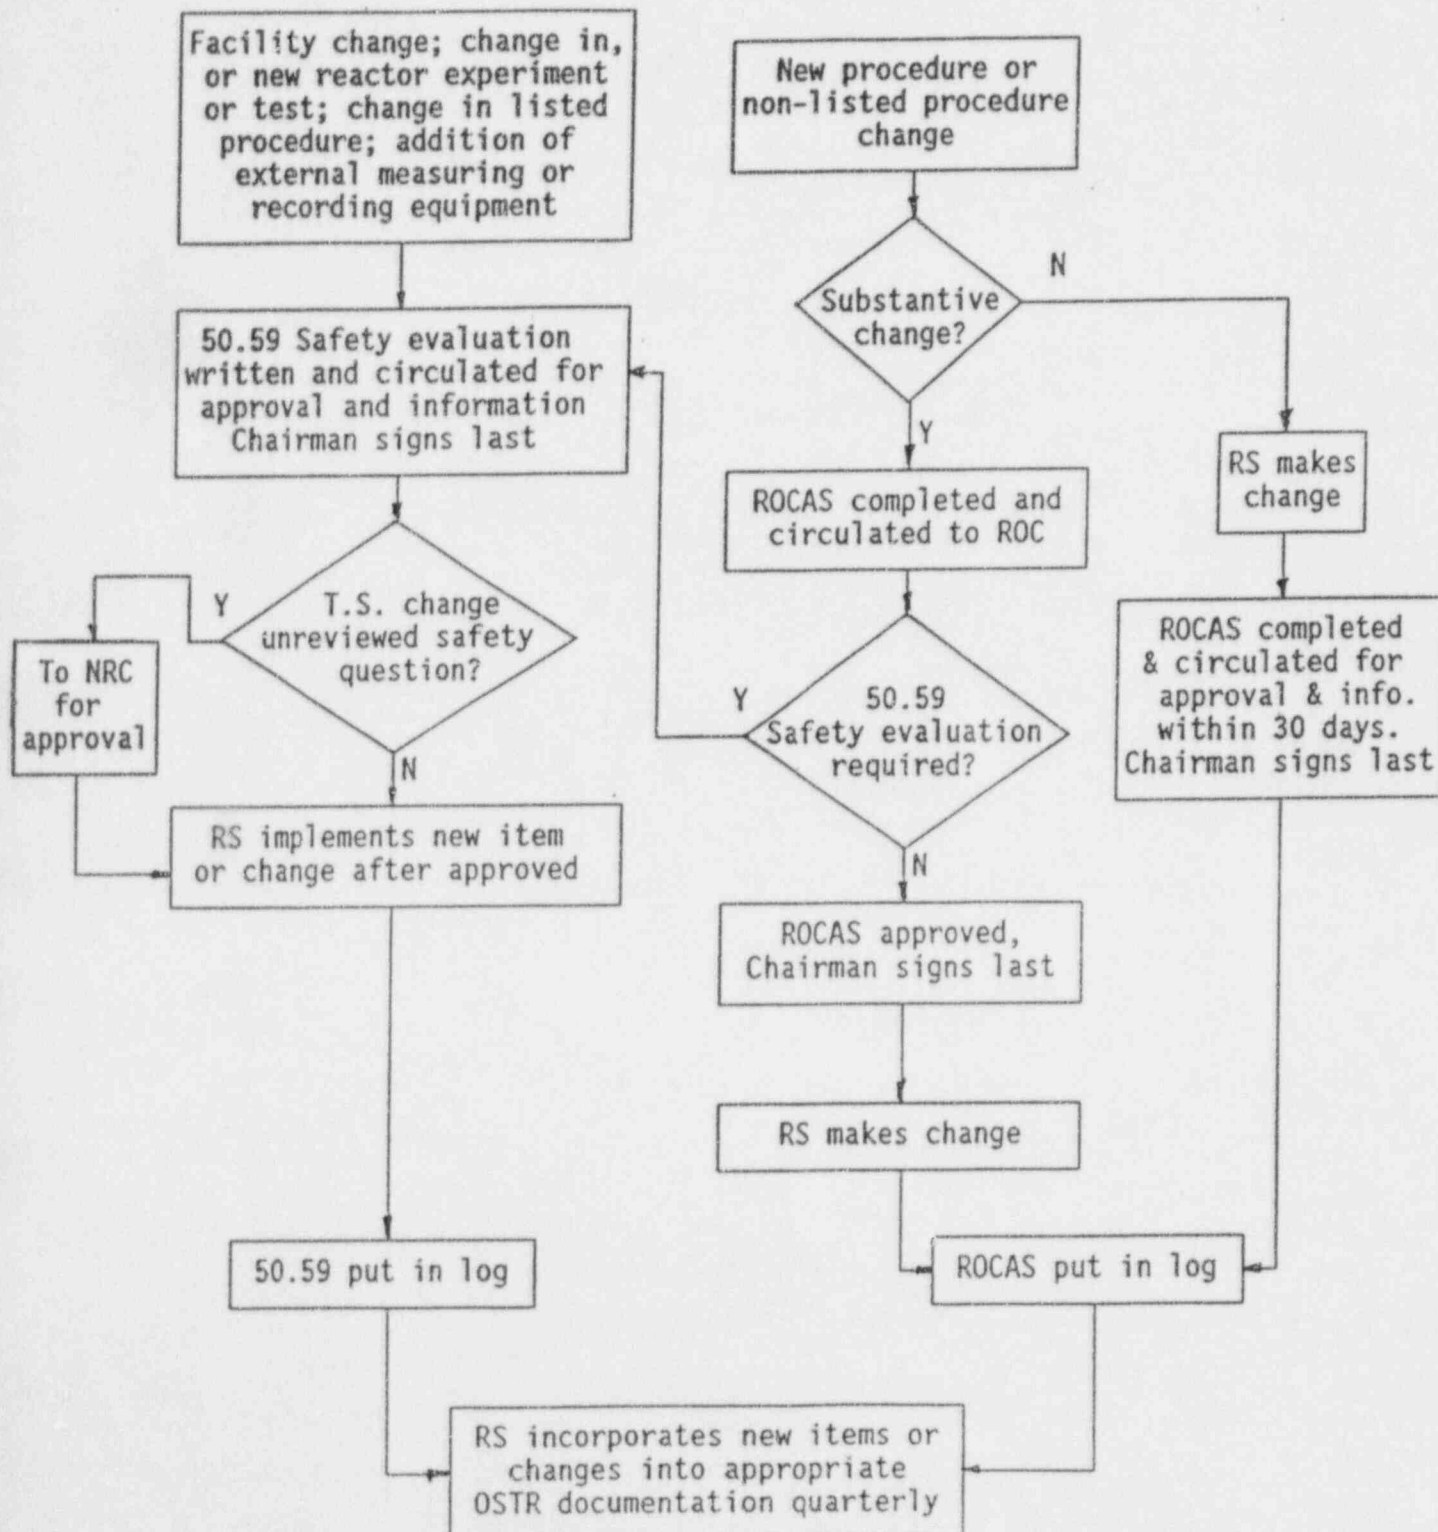 Facility change; change in,
or new reactor experiment
or test; change in listed
procedure; addition of
external measuring or
recording equipment
New procedure or
non-listed procedure
change
Substantive
change?
N
Y
50.59 Safety evaluation
written and circulated for
approval and information
Chairman signs last
RS makes
change
ROCAS completed and
circulated to ROC
T.S. change
unreviewed safety
question?
Y
N
To NRC
for
approval
ROCAS completed
& circulated for
approval & info.
within 30 days.
Chairman signs last
50.59
Safety evaluation
required?
Y
N
RS implements new item
or change after approved
ROCAS approved,
Chairman signs last
RS makes change
50.59 put in log
ROCAS put in log
RS incorporates new items or
changes into appropriate
OSTR documentation quarterly